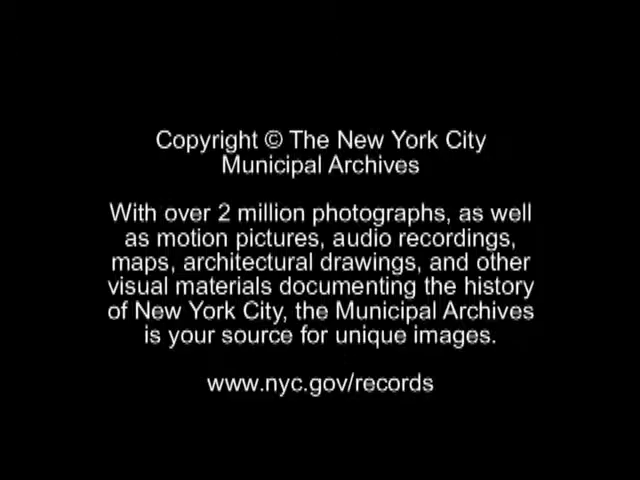 Copyright © The New York City
Municipal Archives
With over 2 million photographs, as well
as motion pictures, audio recordings,
maps, architectural drawings, and other
visual materials documenting the history
of New York City, the Municipal Archives
is your source for unique images.
www.nyc.gov/records